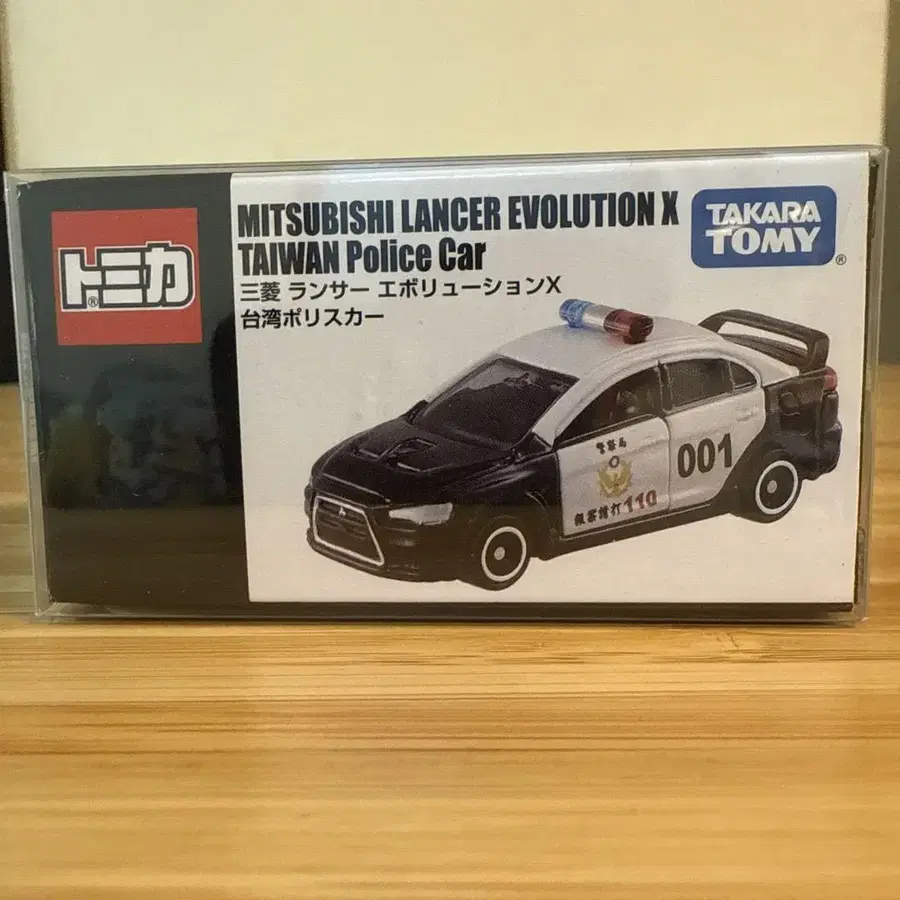 トミカ
MITSUBISHI LANCER EVOLUTION X
TAIWAN Police Car
三菱 ランサー エボリューションX
台湾ポリスカー
TAKARA
TOMY
警察局
報案請打110
001